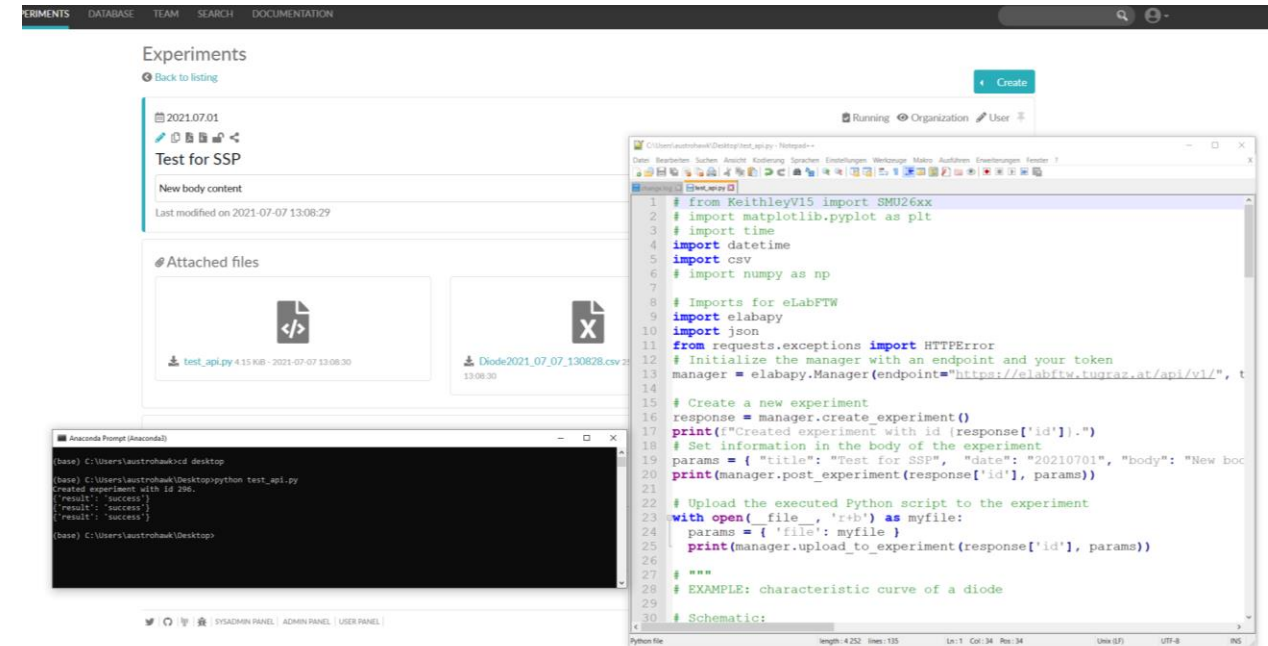 ERIMENTS DATABASE TEAM SEARCH DOCUMENTATION
Experiments
Back to listing
Create
2021.07.01
Running Organization User
Test for SSP
New body content
Last modified on 2021-07-07 13:08:29
Attached files
test_api.py 4.15 KiB - 2021-07-07 13:08:30
Diode2021_07_07_130828.csv
13:08:30
Anaconda Prompt (Anaconda3)
(base) C:\Users\austrohawk>cd desktop
(base) C:\Users\austrohawk\Desktop>python test_api.py
Created experiment with id 296.
{'result': 'success'}
{'result': 'success'}
{'result': 'success'}
(base) C:\Users\austrohawk\Desktop>
SYSADMIN PANEL | ADMIN PANEL | USER PANEL |
C:\Users\austrohawk\Desktop\test_api.py - Notepad++
Datei Bearbeiten Suchen Ansicht Kodierung Sprachen Einstellungen Werkzeuge Makro Ausführen Erweiterungen Fenster ?
change.log test_api.py
1 # from KeithleyV15 import SMU26xx
2 # import matplotlib.pyplot as plt
3 # import time
4 import datetime
5 import csv
6 # import numpy as np
7
8 # Imports for eLabFTW
9 import elabapy
10 import json
11 from requests.exceptions import HTTPError
12 # Initialize the manager with an endpoint and your token
13 manager = elabapy.Manager(endpoint="https://elabftw.tugraz.at/api/v1/", t
14
15 # Create a new experiment
16 response = manager.create_experiment()
17 print(f"Created experiment with id {response['id']}.")
18 # Set information in the body of the experiment
19 params = { "title": "Test for SSP", "date": "20210701", "body": "New bod
20 print(manager.post_experiment(response['id'], params))
21
22 # Upload the executed Python script to the experiment
23 with open(__file__, 'r+b') as myfile:
24 params = { 'file': myfile }
25 print(manager.upload_to_experiment(response['id'], params))
26
27 # """
28 # EXAMPLE: characteristic curve of a diode
29
30 # Schematic:
Python file length : 4 252 lines : 135 Ln : 1 Col : 34 Pos : 34 Unix (LF) UTF-8 INS